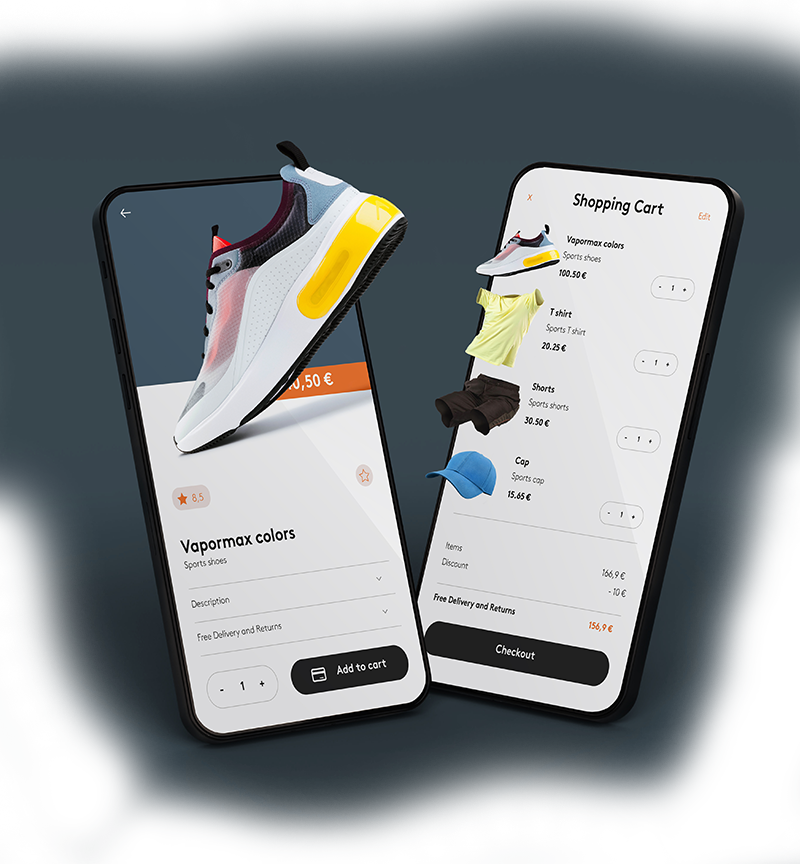 0,50 €
8,5
Vapormax colors
Sports shoes
Description
Free Delivery and Returns
- 1 +
Add to cart
x
Shopping Cart
Edit
Vapormax colors
Sports shoes
100.50 €
- 1 +
T shirt
Sports T shirt
20.25 €
- 1 +
Shorts
Sports shorts
30.50 €
- 1 +
Cap
Sports cap
15.65 €
- 1 +
Items
166,9 €
Discount
- 10 €
Free Delivery and Returns
156,9 €
Checkout